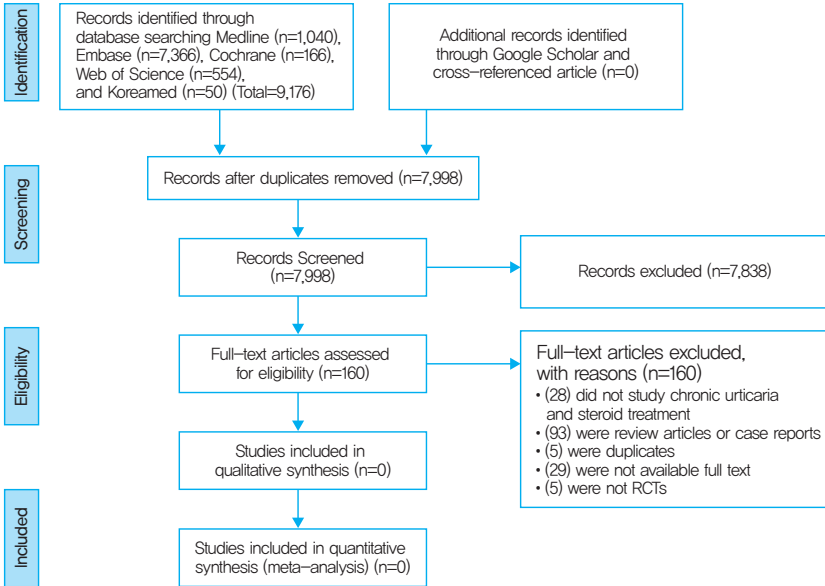 Identification
Records identified through
database searching Medline (n=1,040),
Embase (n=7,366), Cochrane (n=166),
Web of Science (n=554),
and Koreamed (n=50) (Total=9,176)
Additional records identified
through Google Scholar and
cross-referenced article (n=0)
Screening
Records after duplicates removed (n=7,998)
Records Screened
(n=7,998)
Records excluded (n=7,838)
Eligibility
Full-text articles assessed
for eligibility (n=160)
Full-text articles excluded,
with reasons (n=160)
• (28) did not study chronic urticaria
and steroid treatment
• (93) were review articles or case reports
• (5) were duplicates
• (29) were not available full text
• (5) were not RCTs
Studies included in
qualitative synthesis (n=0)
Included
Studies included in quantitative
synthesis (meta-analysis) (n=0)